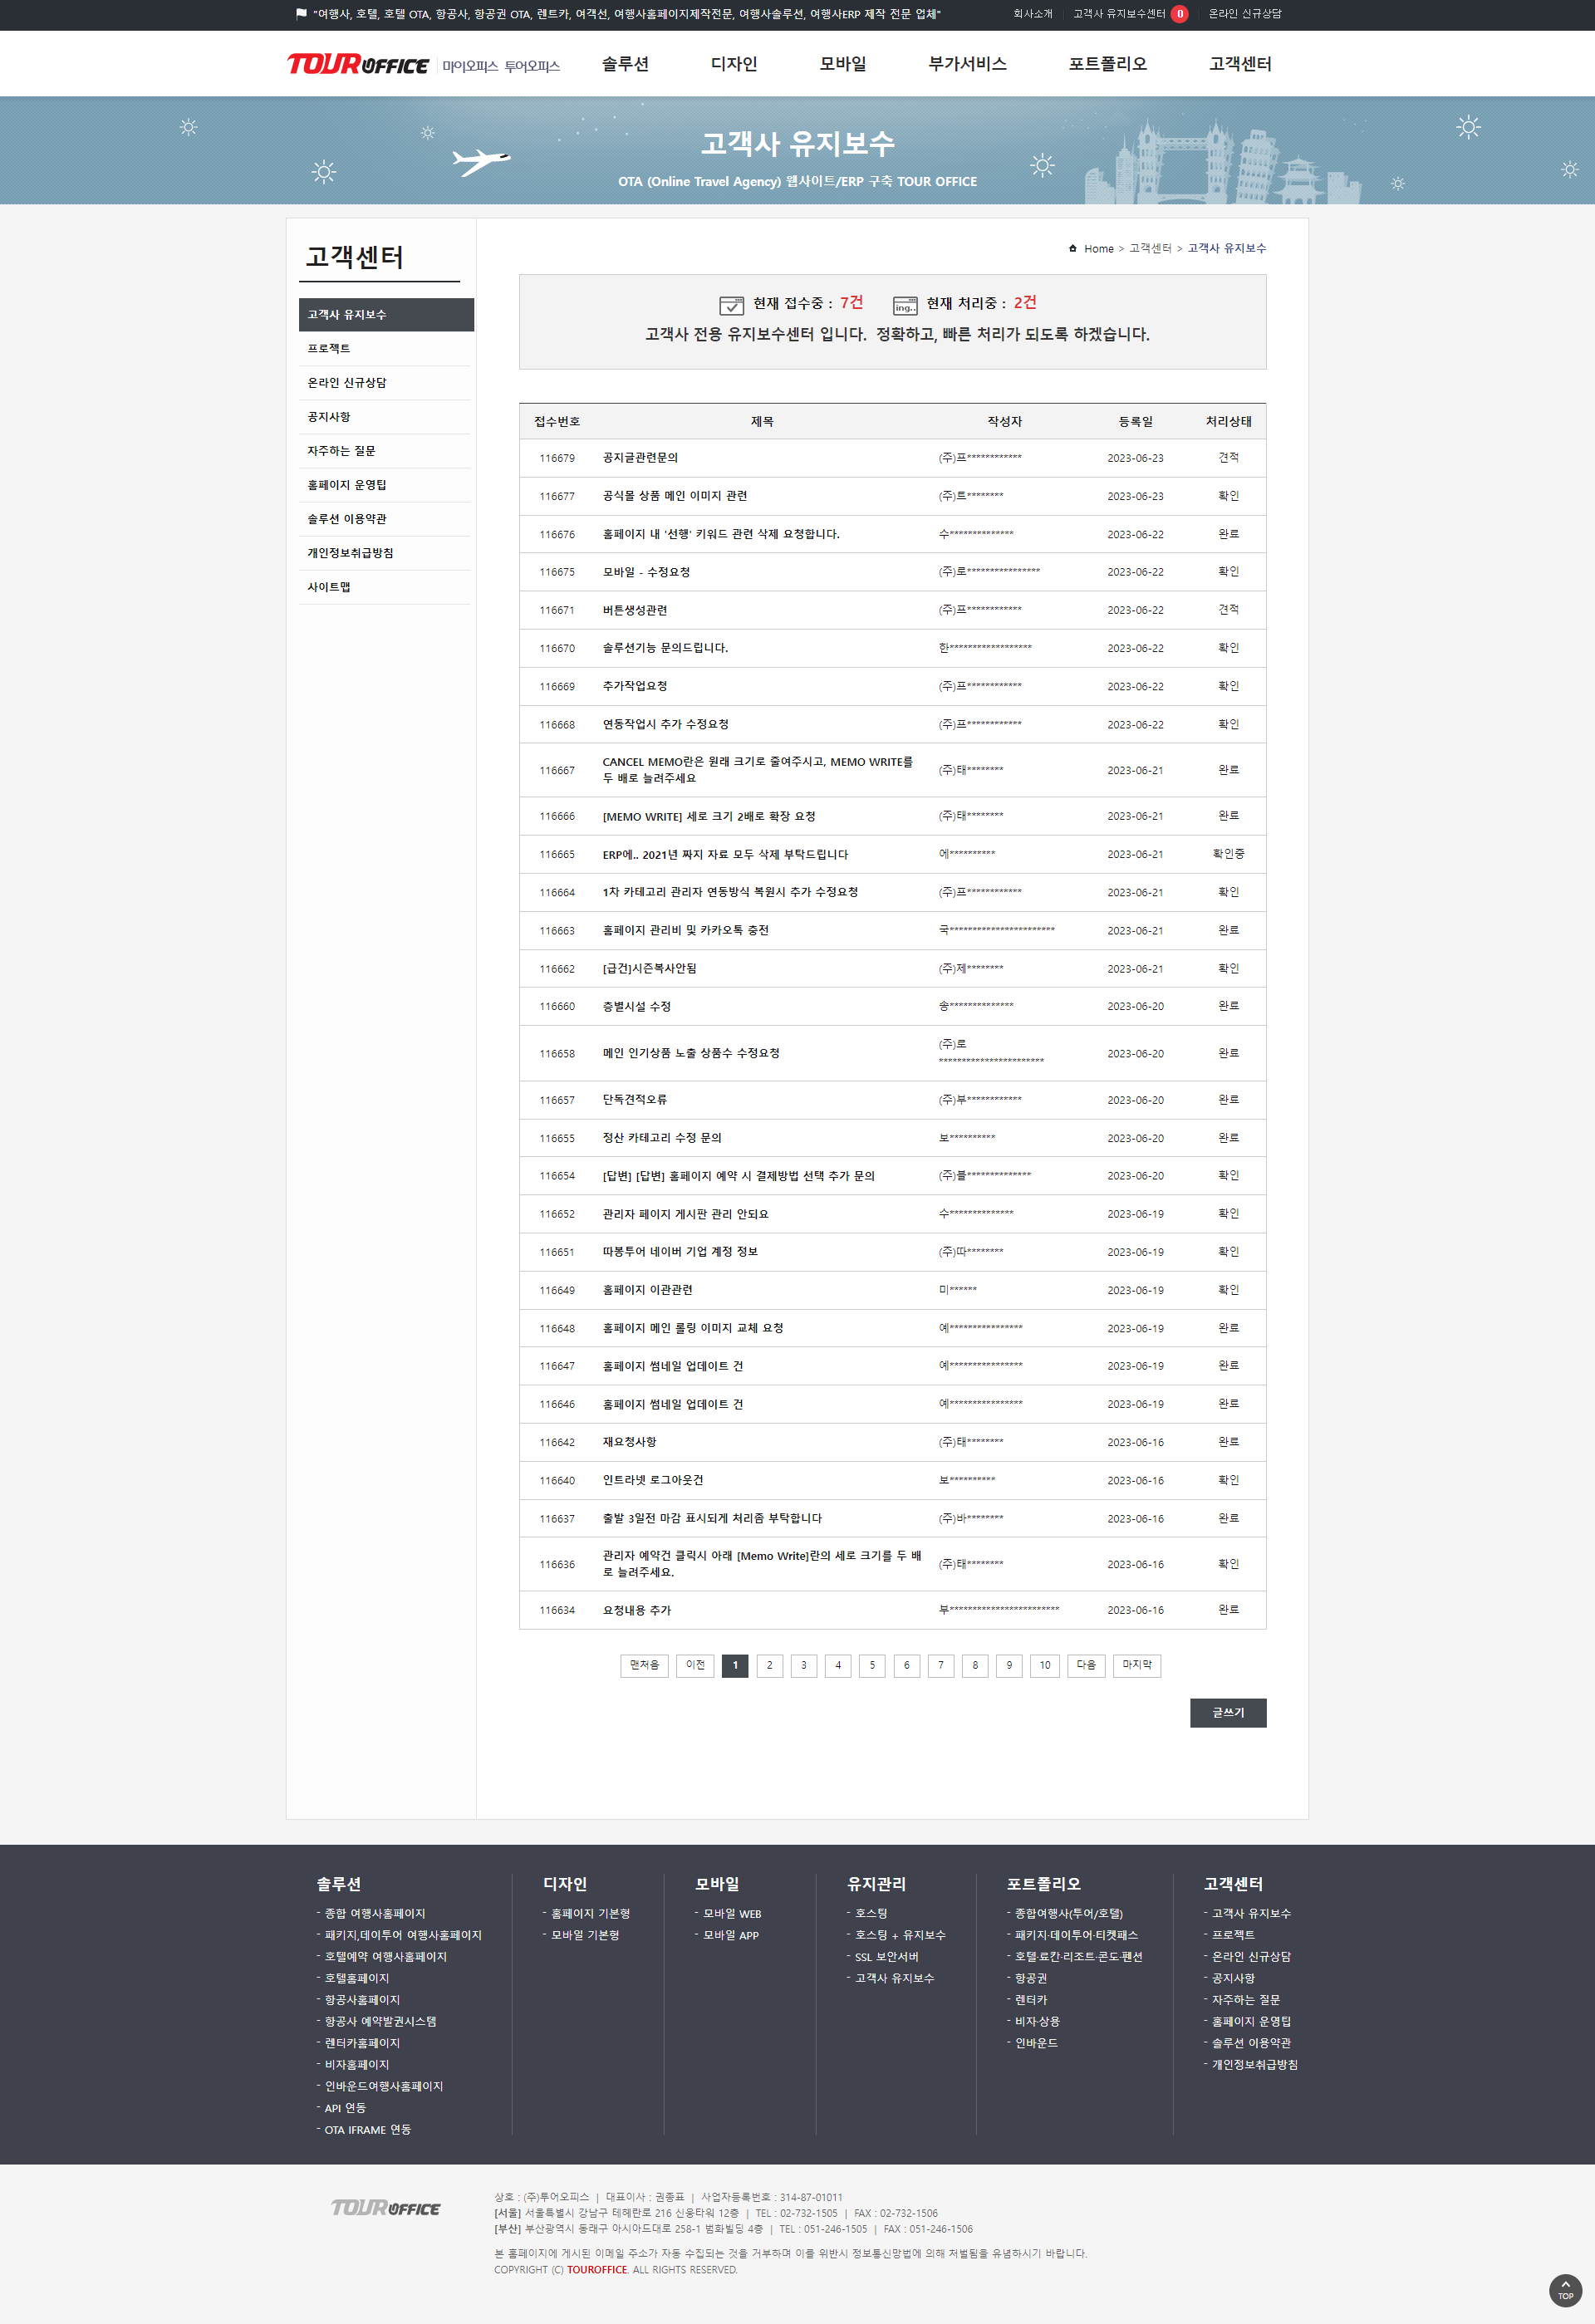 "여행사, 호텔, 호텔 OTA, 항공사, 항공권 OTA, 렌트카, 여객선, 여행사홈페이지제작전문, 여행사솔루션, 여행사ERP 제작 전문 업체"
회사소개 고객사 유지보수센터 0 온라인 신규상담
TOUR OFFICE 마이오피스 투어오피스 솔루션 디자인 모바일 부가서비스 포트폴리오 고객센터
고객사 유지보수
OTA (Online Travel Agency) 웹사이트/ERP 구축 TOUR OFFICE
고객센터
고객사 유지보수
프로젝트
온라인 신규상담
공지사항
자주하는 질문
홈페이지 운영팁
솔루션 이용약관
개인정보취급방침
사이트맵
Home > 고객센터 > 고객사 유지보수
현재 접수중 : 7건 ing.. 현재 처리중 : 2건
고객사 전용 유지보수센터 입니다. 정확하고, 빠른 처리가 되도록 하겠습니다.
접수번호 제목 작성자 등록일 처리상태
116679 공지글관련문의 (주)프************ 2023-06-23 견적
116677 공식몰 상품 메인 이미지 관련 (주)트******** 2023-06-23 확인
116676 홈페이지 내 '선행' 키워드 관련 삭제 요청합니다. 수************** 2023-06-22 완료
116675 모바일 - 수정요청 (주)로**************** 2023-06-22 확인
116671 버튼생성관련 (주)프************ 2023-06-22 견적
116670 솔루션기능 문의드립니다. 한****************** 2023-06-22 확인
116669 추가작업요청 (주)프************ 2023-06-22 확인
116668 연동작업시 추가 수정요청 (주)프************ 2023-06-22 확인
116667 CANCEL MEMO란은 원래 크기로 줄여주시고, MEMO WRITE를
두 배로 늘려주세요 (주)태******** 2023-06-21 완료
116666 [MEMO WRITE] 세로 크기 2배로 확장 요청 (주)태******** 2023-06-21 완료
116665 ERP에.. 2021년 짜지 자료 모두 삭제 부탁드립니다 에********** 2023-06-21 확인중
116664 1차 카테고리 관리자 연동방식 복원시 추가 수정요청 (주)프************ 2023-06-21 확인
116663 홈페이지 관리비 및 카카오톡 충전 국*********************** 2023-06-21 완료
116662 [급건]시즌복사안됨 (주)제******** 2023-06-21 확인
116660 층별시설 수정 송************** 2023-06-20 완료
116658 메인 인기상품 노출 상품수 수정요청 (주)로
*********************** 2023-06-20 완료
116657 단독견적오류 (주)부************ 2023-06-20 완료
116655 정산 카테고리 수정 문의 보********** 2023-06-20 완료
116654 [답변] [답변] 홈페이지 예약 시 결제방법 선택 추가 문의 (주)블************** 2023-06-20 확인
116652 관리자 페이지 게시판 관리 안되요 수************** 2023-06-19 확인
116651 따봉투어 네이버 기업 계정 정보 (주)따******** 2023-06-19 확인
116649 홈페이지 이관관련 미****** 2023-06-19 확인
116648 홈페이지 메인 롤링 이미지 교체 요청 예**************** 2023-06-19 완료
116647 홈페이지 썸네일 업데이트 건 예**************** 2023-06-19 완료
116646 홈페이지 썸네일 업데이트 건 예**************** 2023-06-19 완료
116642 재요청사항 (주)태******** 2023-06-16 완료
116640 인트라넷 로그아웃건 보********** 2023-06-16 확인
116637 출발 3일전 마감 표시되게 처리좀 부탁합니다 (주)바******** 2023-06-16 완료
116636 관리자 예약건 클릭시 아래 [Memo Write]란의 세로 크기를 두 배
로 늘려주세요. (주)태******** 2023-06-16 확인
116634 요청내용 추가 부************************ 2023-06-16 완료
맨처음 이전 1 2 3 4 5 6 7 8 9 10 다음 마지막
글쓰기
솔루션
- 종합 여행사홈페이지
- 패키지,데이투어 여행사홈페이지
- 호텔예약 여행사홈페이지
- 호텔홈페이지
- 항공사홈페이지
- 항공사 예약발권시스템
- 렌터카홈페이지
- 비자홈페이지
- 인바운드여행사홈페이지
- API 연동
- OTA IFRAME 연동
디자인
- 홈페이지 기본형
- 모바일 기본형
모바일
- 모바일 WEB
- 모바일 APP
유지관리
- 호스팅
- 호스팅 + 유지보수
- SSL 보안서버
- 고객사 유지보수
포트폴리오
- 종합여행사(투어/호텔)
- 패키지·데이투어·티켓패스
- 호텔·료칸·리조트·콘도·펜션
- 항공권
- 렌터카
- 비자·상용
- 인바운드
고객센터
- 고객사 유지보수
- 프로젝트
- 온라인 신규상담
- 공지사항
- 자주하는 질문
- 홈페이지 운영팁
- 솔루션 이용약관
- 개인정보취급방침
TOUR OFFICE
상호 : (주)투어오피스 | 대표이사 : 권종표 | 사업자등록번호 : 314-87-01011
[서울] 서울특별시 강남구 테헤란로 216 신웅타워 12층 | TEL : 02-732-1505 | FAX : 02-732-1506
[부산] 부산광역시 동래구 아시아드대로 258-1 범화빌딩 4층 | TEL : 051-246-1505 | FAX : 051-246-1506
본 홈페이지에 게시된 이메일 주소가 자동 수집되는 것을 거부하며 이를 위반시 정보통신망법에 의해 처벌됨을 유념하시기 바랍니다.
COPYRIGHT (C) TOUROFFICE. ALL RIGHTS RESERVED.
TOP